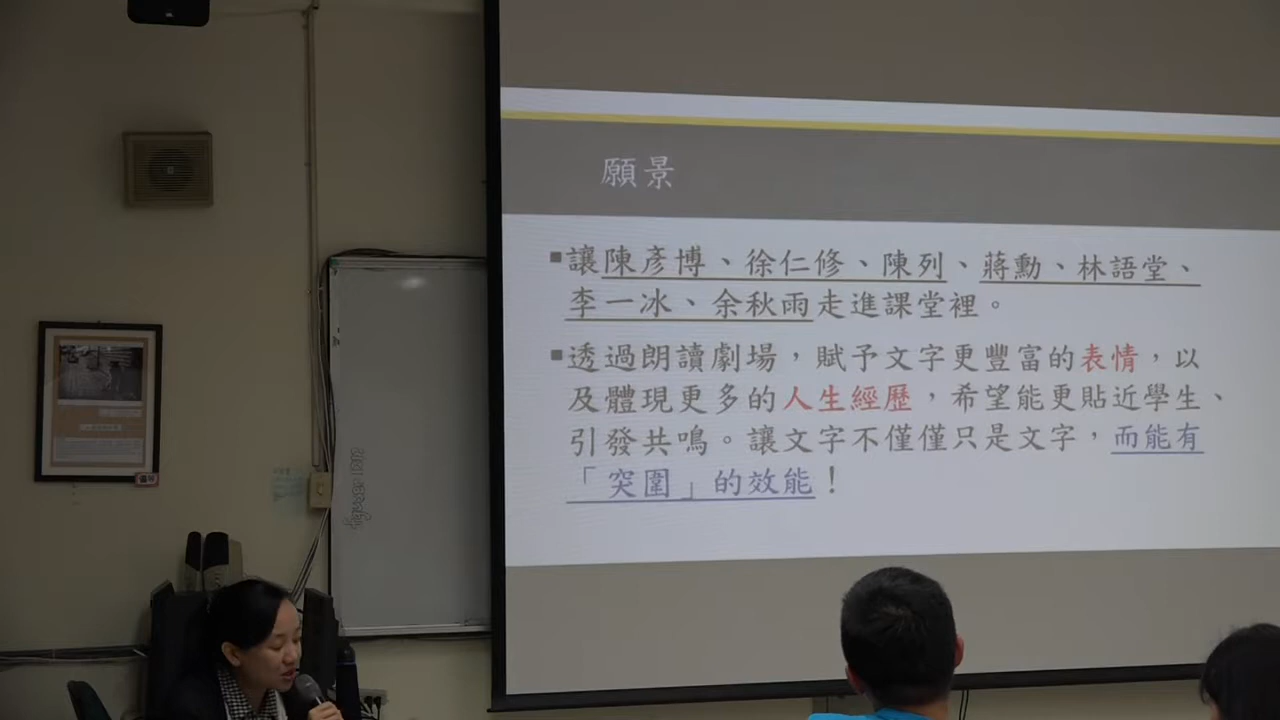 願景
▪讓陳彥博、徐仁修、陳列、蔣勳、林語堂、
李一冰、余秋雨走進課堂裡。
▪透過朗讀劇場，賦予文字更豐富的表情，以
及體現更多的人生經歷，希望能更貼近學生、
引發共鳴。讓文字不僅僅只是文字，而能有
「突圍」的效能！